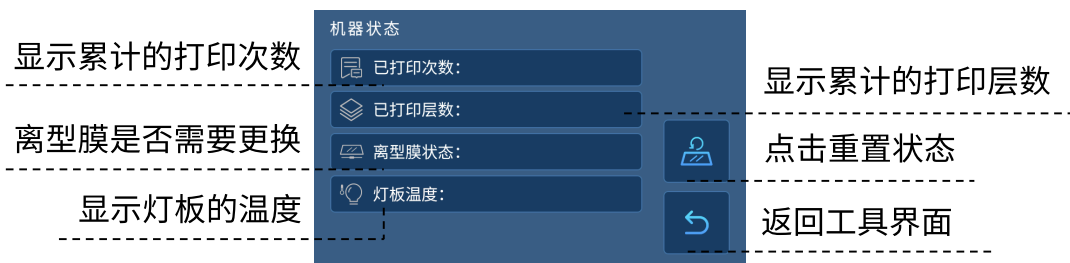 机器状态
显示累计的打印次数
已打印次数：
显示累计的打印层数
已打印层数：
离型膜是否需要更换
离型膜状态：
点击重置状态
显示灯板的温度
灯板温度：
返回工具界面